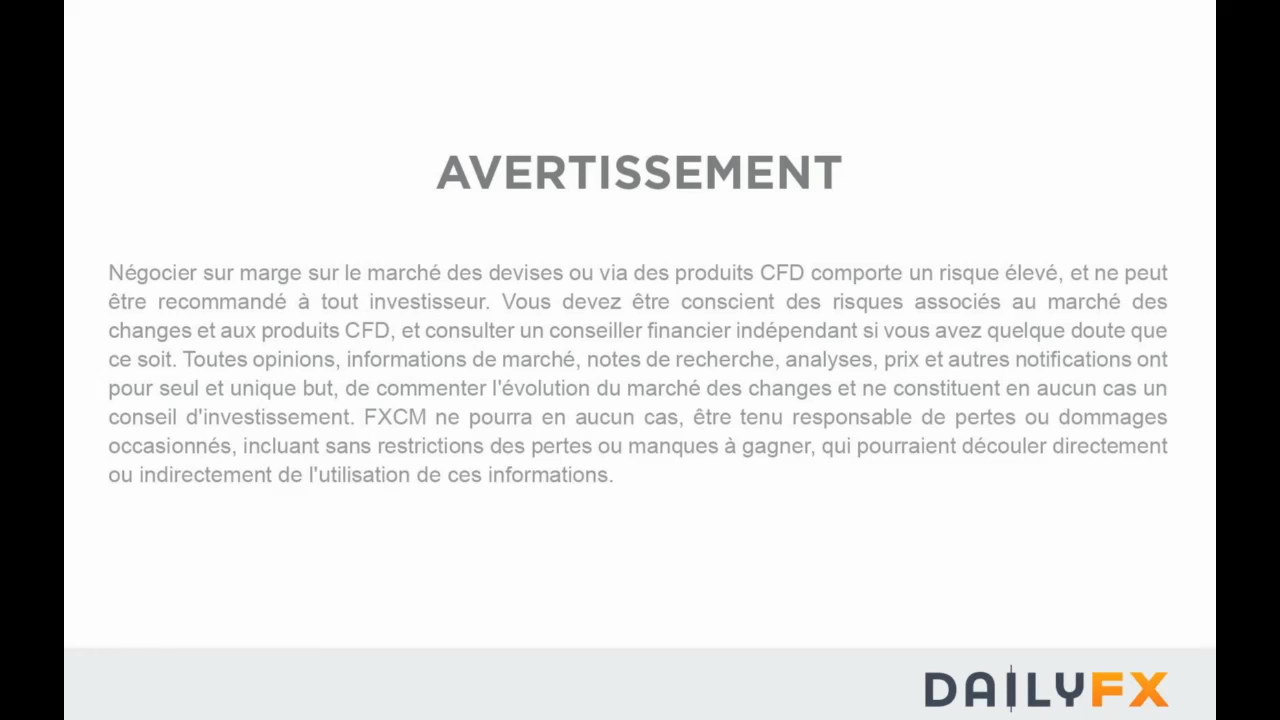 AVERTISSEMENT
Négocier sur marge sur le marché des devises ou via des produits CFD comporte un risque élevé, et ne peut
être recommandé à tout investisseur. Vous devez être conscient des risques associés au marché des
changes et aux produits CFD, et consulter un conseiller financier indépendant si vous avez quelque doute que
ce soit. Toutes opinions, informations de marché, notes de recherche, analyses, prix et autres notifications ont
pour seul et unique but, de commenter l'évolution du marché des changes et ne constituent en aucun cas un
conseil d'investissement. FXCM ne pourra en aucun cas, être tenu responsable de pertes ou dommages
occasionnés, incluant sans restrictions des pertes ou manques à gagner, qui pourraient découler directement
ou indirectement de l'utilisation de ces informations.
DAILYFX